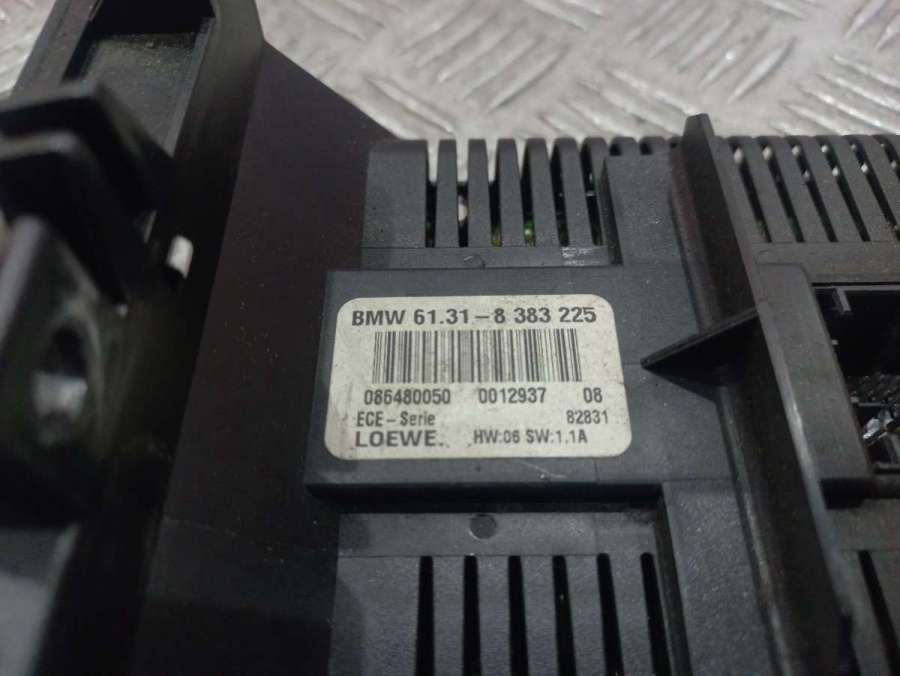 BMW 61.31-8 383 225
086480050 0012937 08
ECE-Serie 82831
LOEWE. HW:06 SW:1.1A